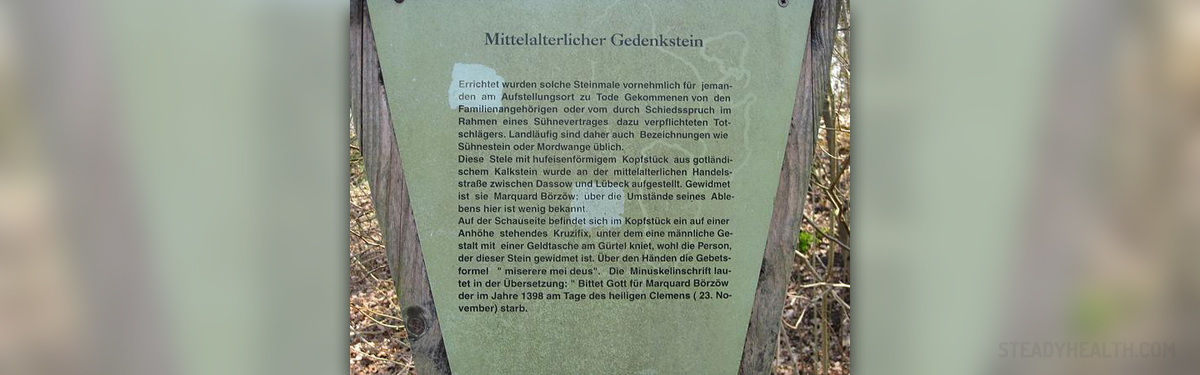 Mittelalterlicher Gedenkstein
Errichtet wurden solche Steinmale vornehmlich für jeman-
den am Aufstellungsort zu Tode Gekommenen von den
Familienangehörigen oder vom durch Schiedsspruch im
Rahmen eines Sühnevertrages dazu verpflichteten Tot-
schlägers. Landläufig sind daher auch Bezeichnungen wie
Sühnestein oder Mordwange üblich.
Diese Stele mit hufeisenförmigem Kopfstück aus gotländi-
schem Kalkstein wurde an der mittelalterlichen Handels-
straße zwischen Dassow und Lübeck aufgestellt. Gewidmet
ist sie Marquard Börzöw; über die Umstände seines Able-
bens hier ist wenig bekannt.
Auf der Schauseite befindet sich im Kopfstück ein auf einer
Anhöhe stehendes Kruzifix, unter dem eine männliche Ge-
stalt mit einer Geldtasche am Gürtel kniet, wohl die Person,
der dieser Stein gewidmet ist. Über den Händen die Gebets-
formel " miserere mei deus". Die Minuskelinschrift lau-
tet in der Übersetzung: " Bittet Gott für Marquard Börzöw
der im Jahre 1398 am Tage des heiligen Clemens ( 23. No-
vember) starb.
STEADYHEALTH.COM